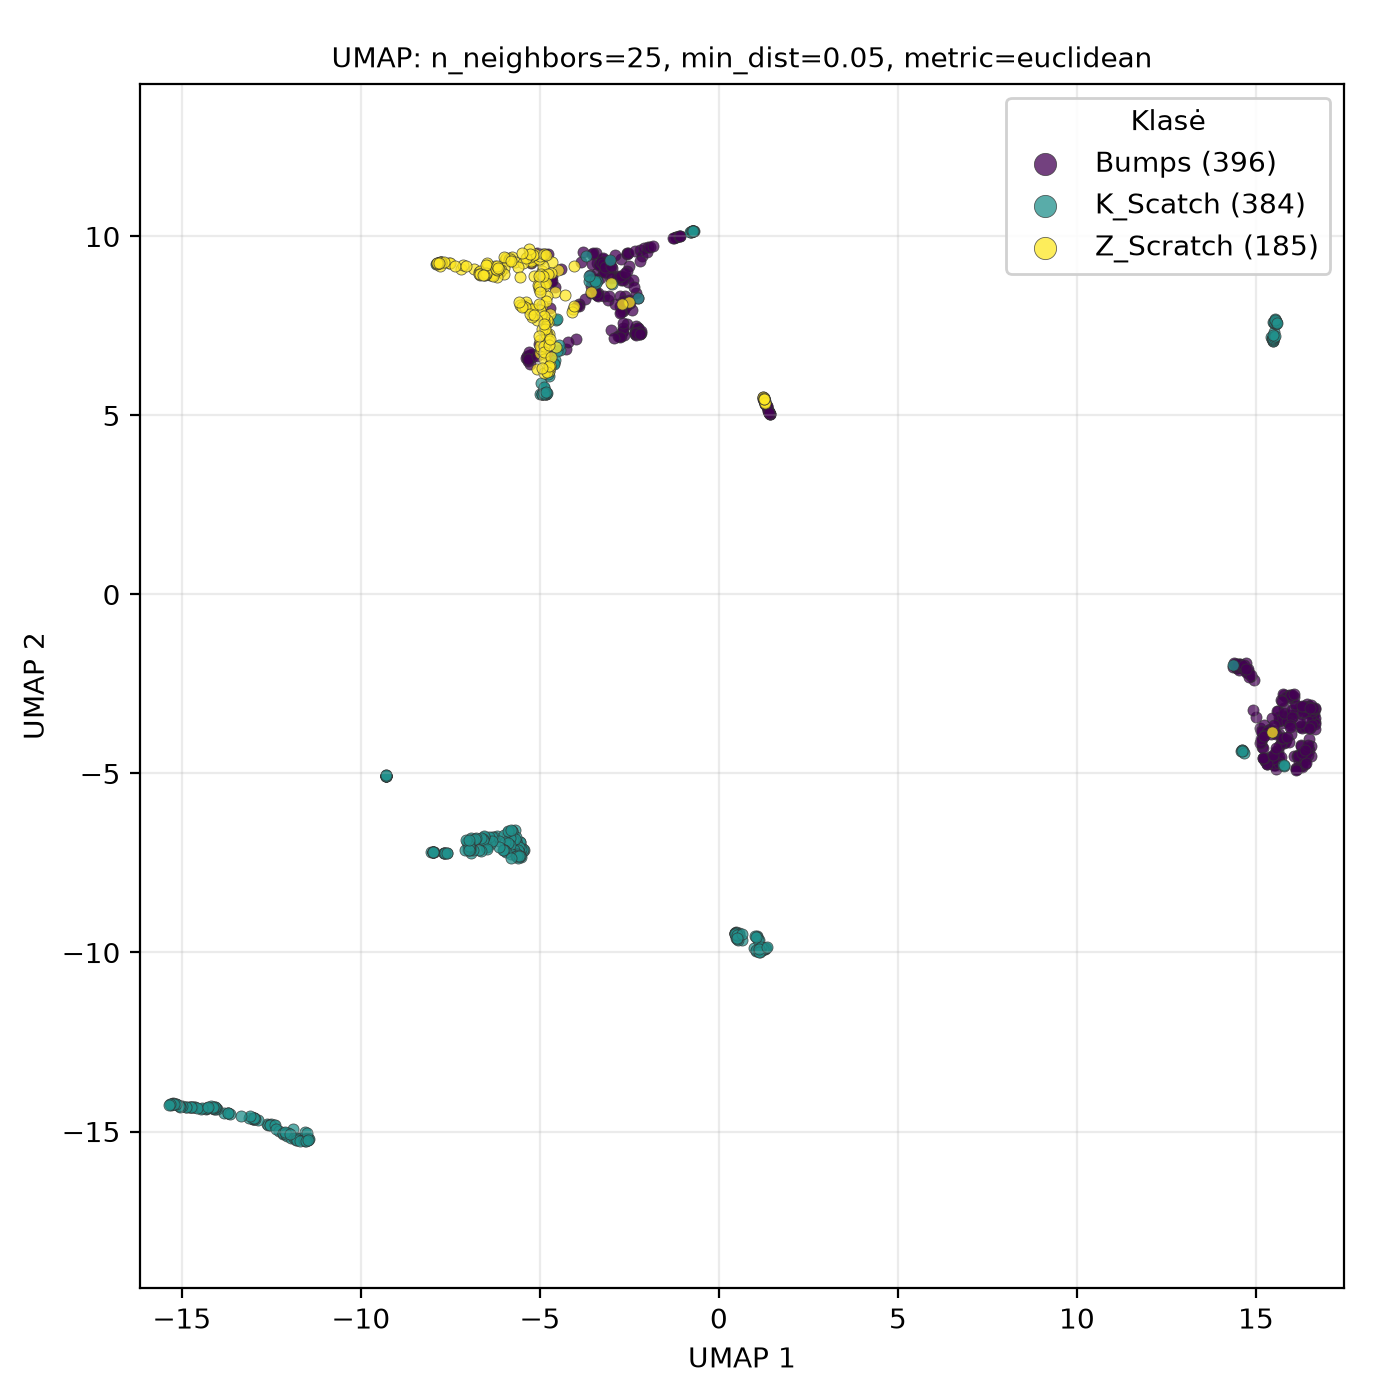 UMAP: n_neighbors=25, min_dist=0.05, metric=euclidean
Klasė
Bumps (396)
K_Scatch (384)
Z_Scratch (185)
10
5
0
−5
−10
−15
UMAP 2
−15
−10
−5
0
5
10
15
UMAP 1